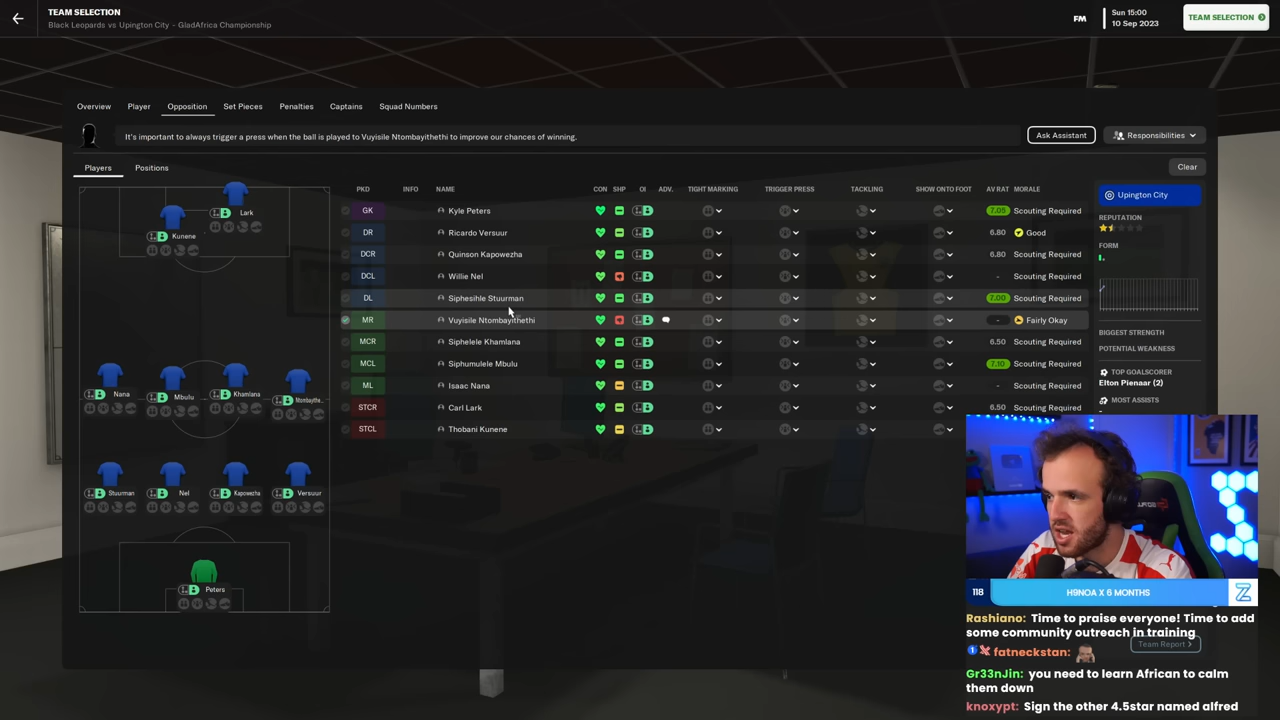 TEAM SELECTION
Black Leopards vs Upington City - GladAfrica Championship
FM
Sun 15:00
10 Sep 2023
TEAM SELECTION
Overview Player Opposition Set Pieces Penalties Captains Squad Numbers
It's important to always trigger a press when the ball is played to Vuyisile Ntombayithethi to improve our chances of winning.
Ask Assistant
Responsibilities
Players Positions
Clear
PKD INFO NAME CON SHP OI ADV. TIGHT MARKING TRIGGER PRESS TACKLING SHOW ONTO FOOT AV RAT MORALE
GK Kyle Peters 7.05 Scouting Required
DR Ricardo Versuur 6.80 Good
DCR Quinson Kapowezha 6.80 Scouting Required
DCL Willie Nel - Scouting Required
DL Siphesihle Stuurman 7.00 Scouting Required
MR Vuyisile Ntombayithethi - Fairly Okay
MCR Siphelele Khamlana 6.50 Scouting Required
MCL Siphumulele Mbulu 7.10 Scouting Required
ML Isaac Nana - Scouting Required
STCR Carl Lark 6.50 Scouting Required
STCL Thobani Kunene Scouting Required
Lark
Kunene
Nana Mbulu Khamlana Ntombaythe...
Stuurman Nel Kapowezha Versuur
Peters
Upington City
REPUTATION
FORM
BIGGEST STRENGTH
POTENTIAL WEAKNESS
TOP GOALSCORER
Elton Pienaar (2)
MOST ASSISTS
-
118 H9NOA X 6 MONTHS
Rashiano: Time to praise everyone! Time to add
some community outreach in training
Team Report >
fatneckstan:
Gr33nJin: you need to learn African to calm
them down
knoxypt: Sign the other 4.5star named alfred